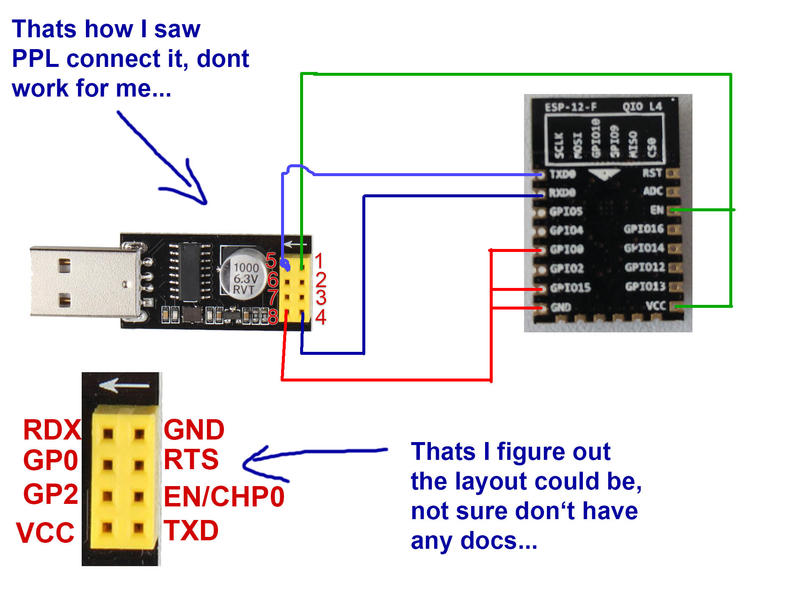 Thats how I saw
PPL connect it, dont
work for me...
ESP-12-F QIO L4
SCLK
MOSI
GPIO10
GPIO9
MISO
CS0
TXD0
RXD0
GPIO5
GPIO4
GPIO0
GPIO2
GPIO15
GND
RST
ADC
EN
GPIO16
GPIO14
GPIO12
GPIO13
VCC
1000
6.3V
RVT
5 1
6 2
7 3
8 4
RDX GND
GP0 RTS
GP2 EN/CHP0
VCC TXD
Thats I figure out
the layout could be,
not sure don‘t have
any docs...